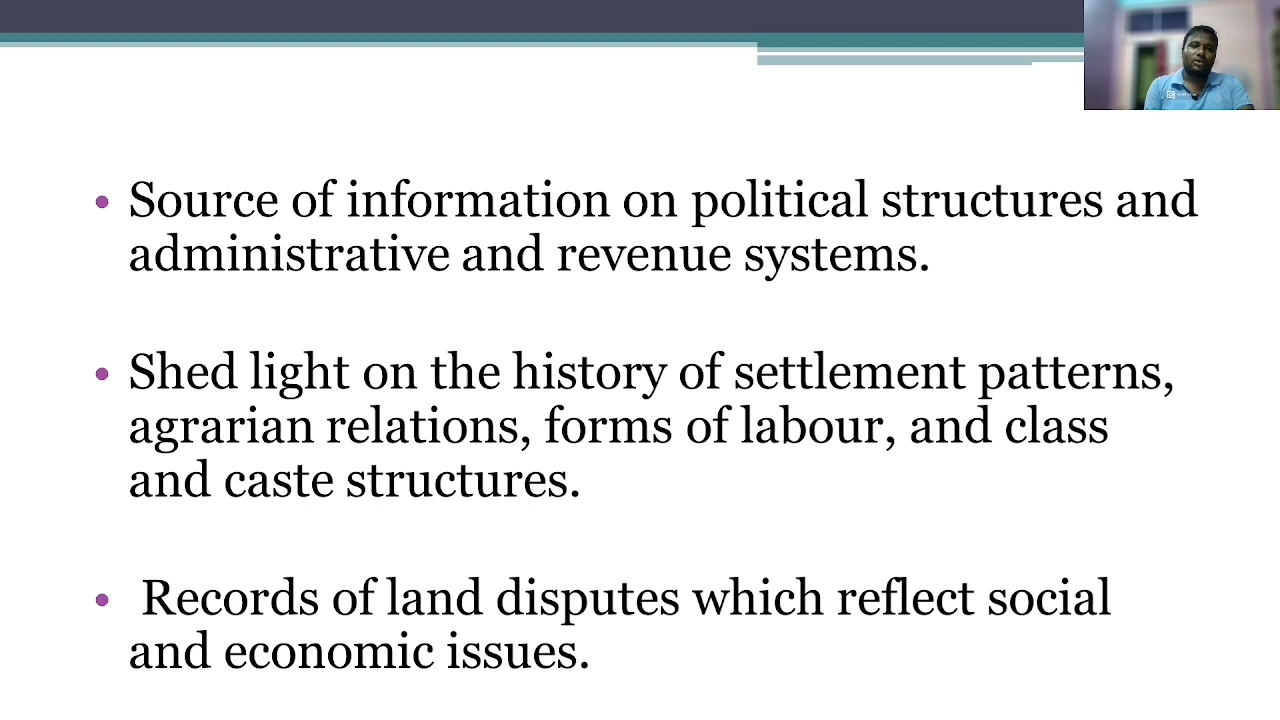 • Source of information on political structures and
administrative and revenue systems.
• Shed light on the history of settlement patterns,
agrarian relations, forms of labour, and class
and caste structures.
• Records of land disputes which reflect social
and economic issues.